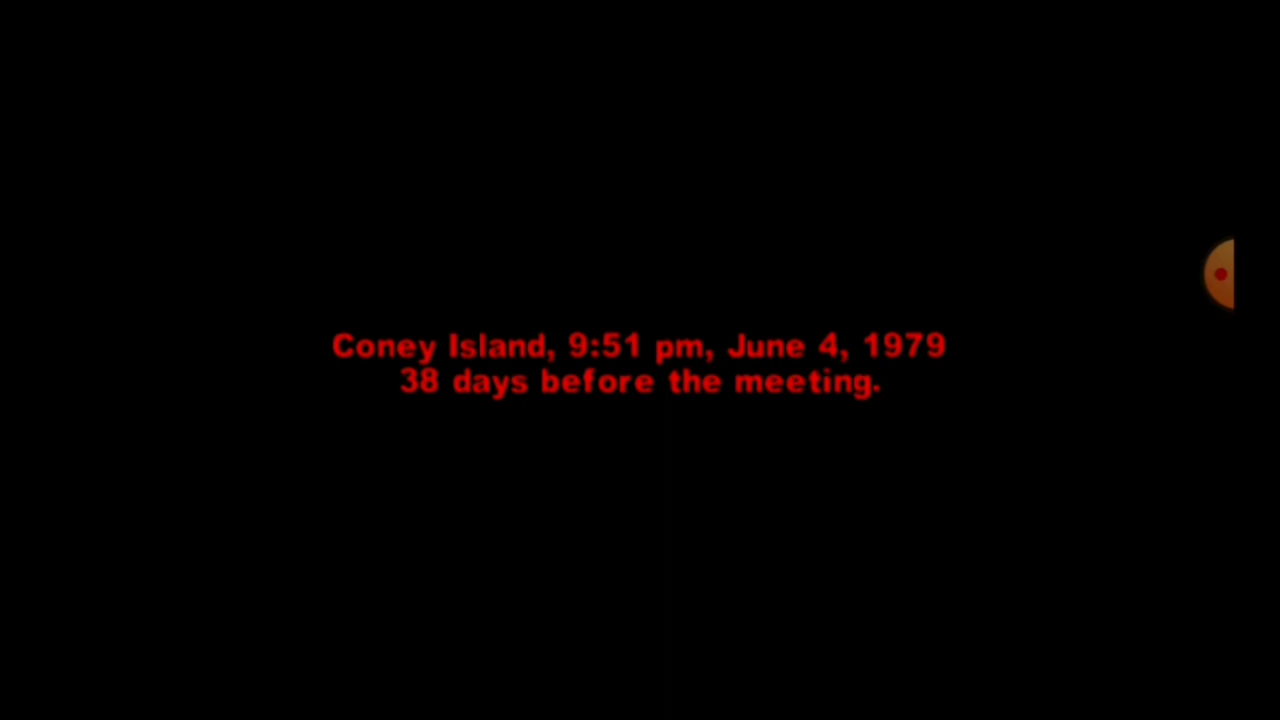 Coney Island, 9:51 pm, June 4, 1979
38 days before the meeting.